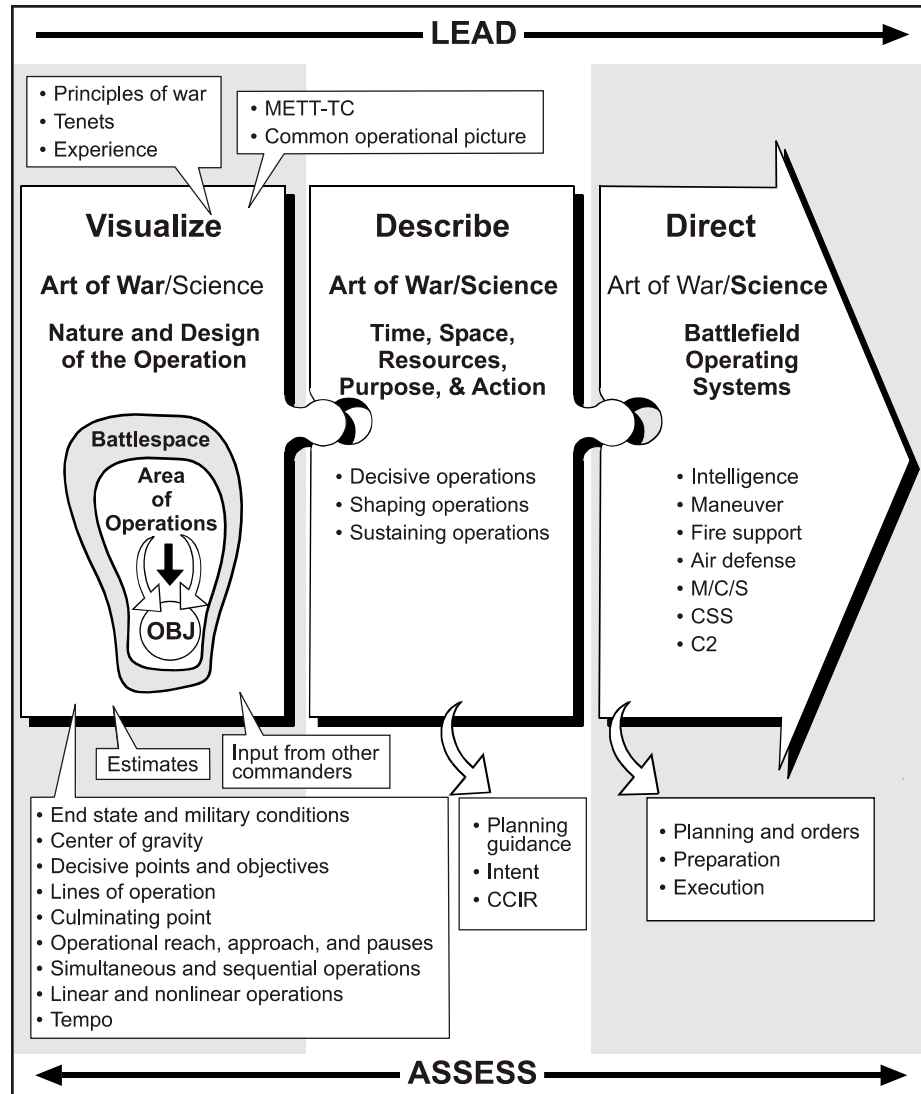 LEAD
• Principles of war
• Tenets
• Experience
• METT-TC
• Common operational picture
Visualize
Art of War/Science
Nature and Design
of the Operation
Battlespace
Area
of
Operations
OBJ
Describe
Art of War/Science
Time, Space,
Resources,
Purpose, & Action
• Decisive operations
• Shaping operations
• Sustaining operations
Direct
Art of War/Science
Battlefield
Operating
Systems
• Intelligence
• Maneuver
• Fire support
• Air defense
• M/C/S
• CSS
• C2
Estimates
Input from other
commanders
• End state and military conditions
• Center of gravity
• Decisive points and objectives
• Lines of operation
• Culminating point
• Operational reach, approach, and pauses
• Simultaneous and sequential operations
• Linear and nonlinear operations
• Tempo
• Planning
guidance
• Intent
• CCIR
• Planning and orders
• Preparation
• Execution
ASSESS